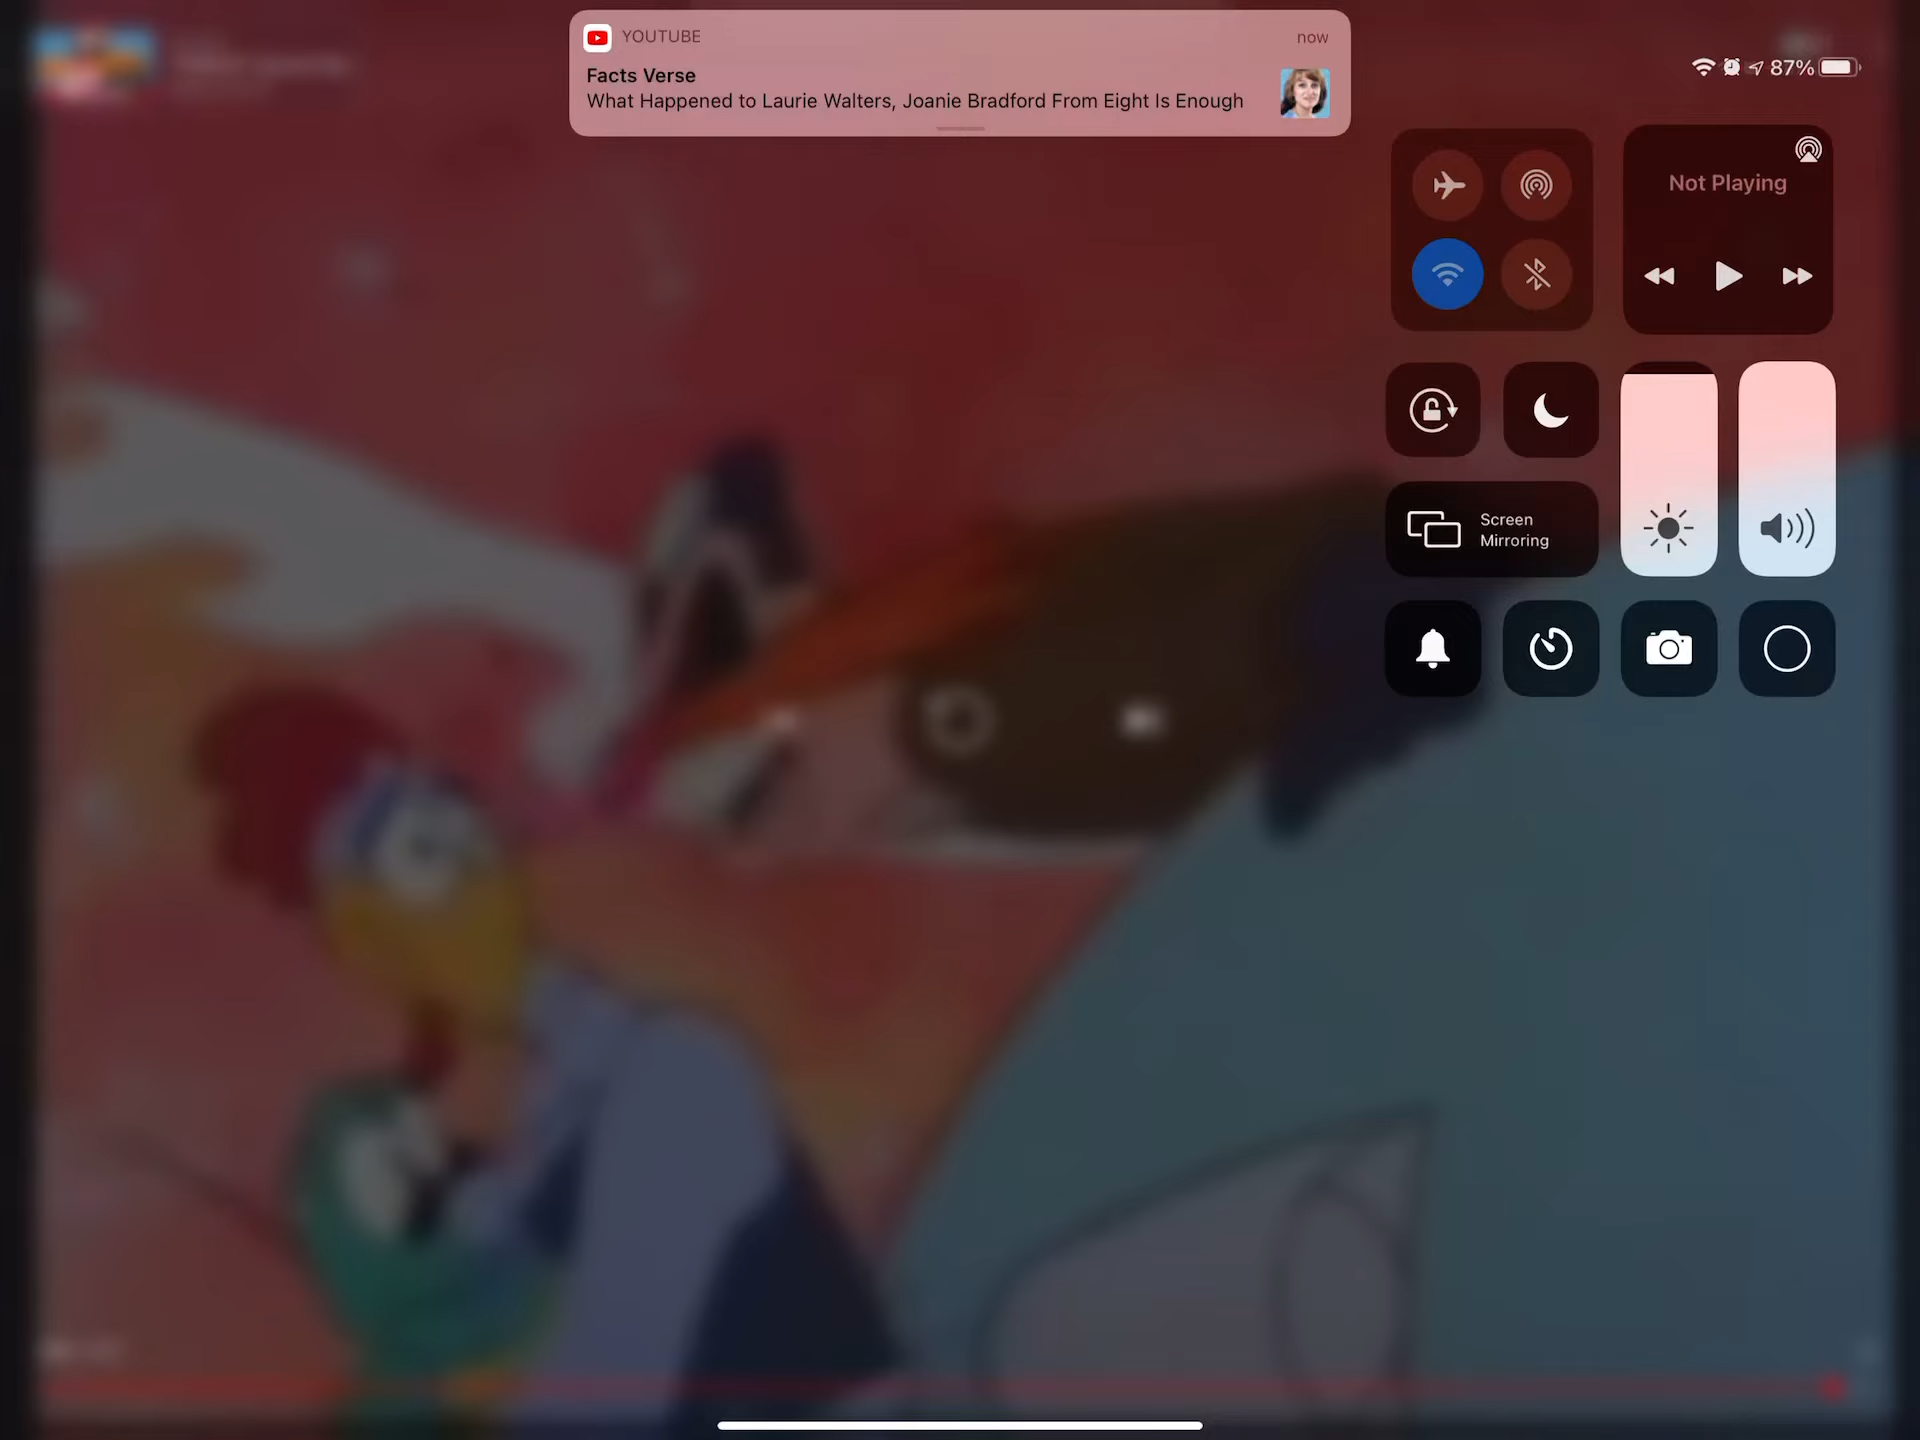 YOUTUBE
now
Facts Verse
What Happened to Laurie Walters, Joanie Bradford From Eight Is Enough
87%
Not Playing
Screen
Mirroring